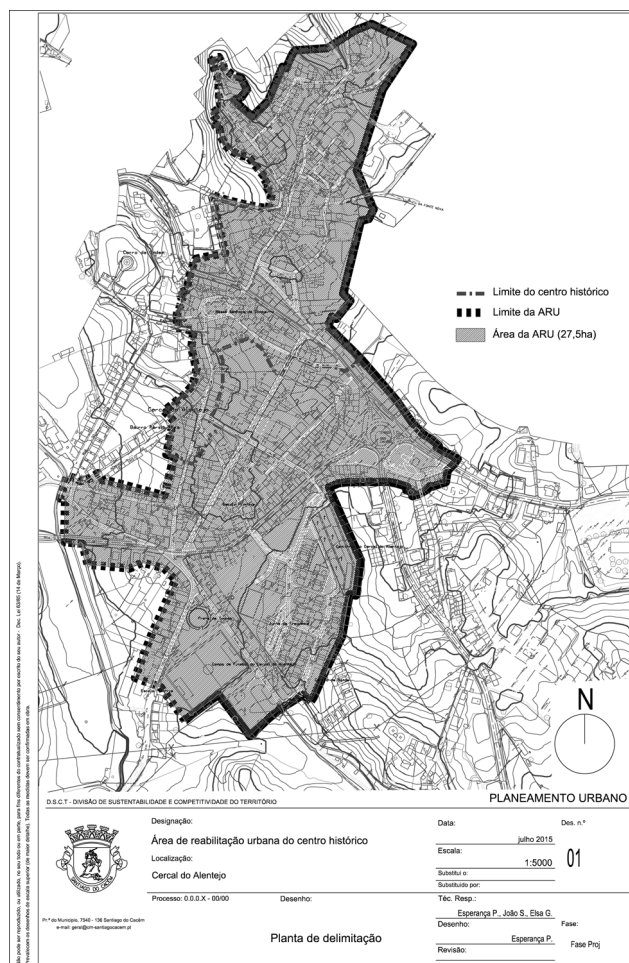 Limite do centro histórico
Limite da ARU
Área da ARU (27,5ha)
N
D.S.C.T - DIVISÃO DE SUSTENTABILIDADE E COMPETITIVIDADE DO TERRITÓRIO
PLANEAMENTO URBANO
SANTIAGO DO CACÉM
Prª do Município, 7540 - 136 Santiago do Cacém
e-mail: geral@cm-santiagocacem.pt
Designação:
Área de reabilitação urbana do centro histórico
Localização:
Cercal do Alentejo
Processo: 0.0.0.X - 00/00
Desenho:
Planta de delimitação
Data:
julho 2015
Escala:
1:5000
Substitui o:
Substituido por:
Des. n.º
01
Téc. Resp.:
Esperança P., João S., Elsa G.
Desenho:
Esperança P.
Revisão:
Fase:
Fase Proj